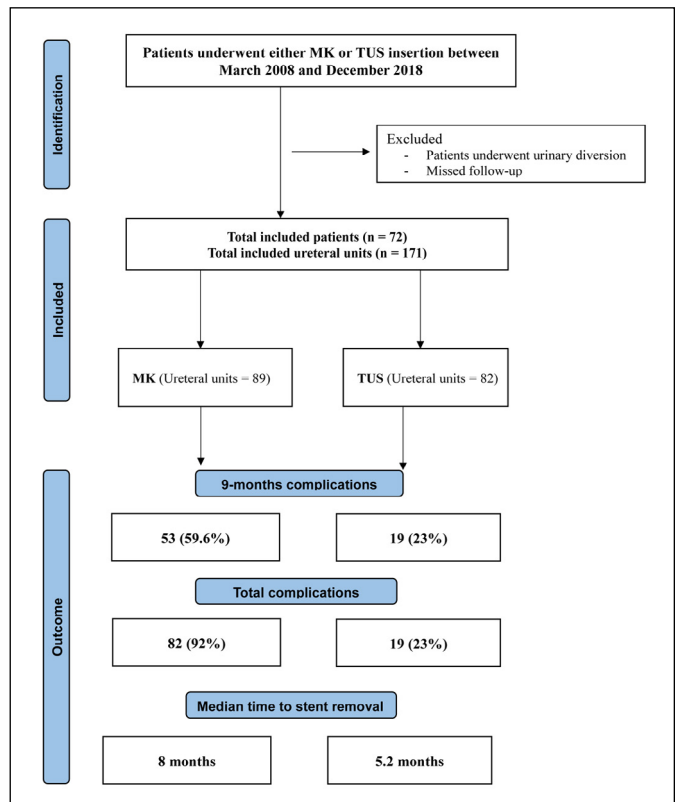 Identification
Patients underwent either MK or TUS insertion between
March 2008 and December 2018
Excluded
- Patients underwent urinary diversion
- Missed follow-up
Included
Total included patients (n = 72)
Total included ureteral units (n = 171)
MK (Ureteral units = 89)
TUS (Ureteral units = 82)
Outcome
9-months complications
53 (59.6%)
19 (23%)
Total complications
82 (92%)
19 (23%)
Median time to stent removal
8 months
5.2 months